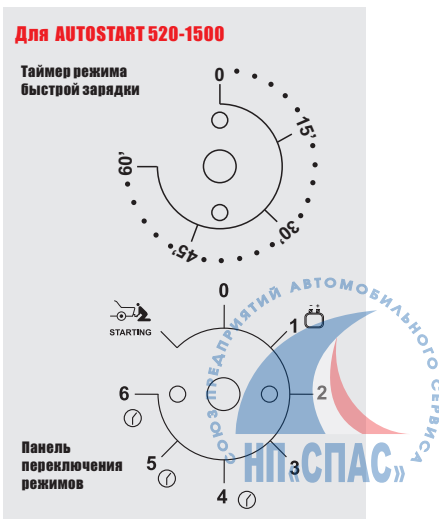 Для AUTOSTART 520-1500
Таймер режима
быстрой зарядки
0
15'
30'
45'
60'
0
1
2
3
4
5
6
STARTING
Панель
переключения
режимов
СОЮЗ ПРЕДПРИЯТИЙ АВТОМОБИЛЬНОГО СЕРВИСА
НП«СПАС»